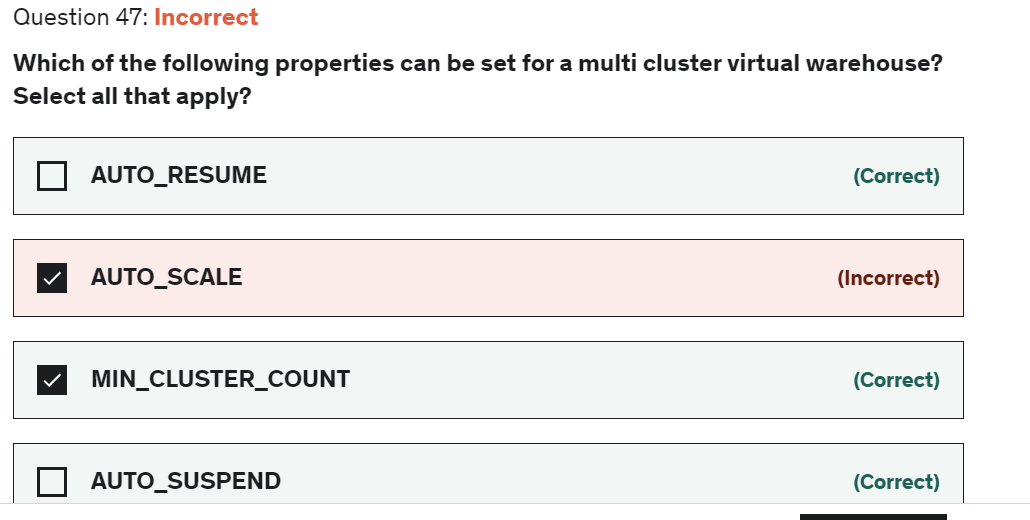 Question 47: Incorrect
Which of the following properties can be set for a multi cluster virtual warehouse?
Select all that apply?
AUTO_RESUME (Correct)
AUTO_SCALE (Incorrect)
MIN_CLUSTER_COUNT (Correct)
AUTO_SUSPEND (Correct)